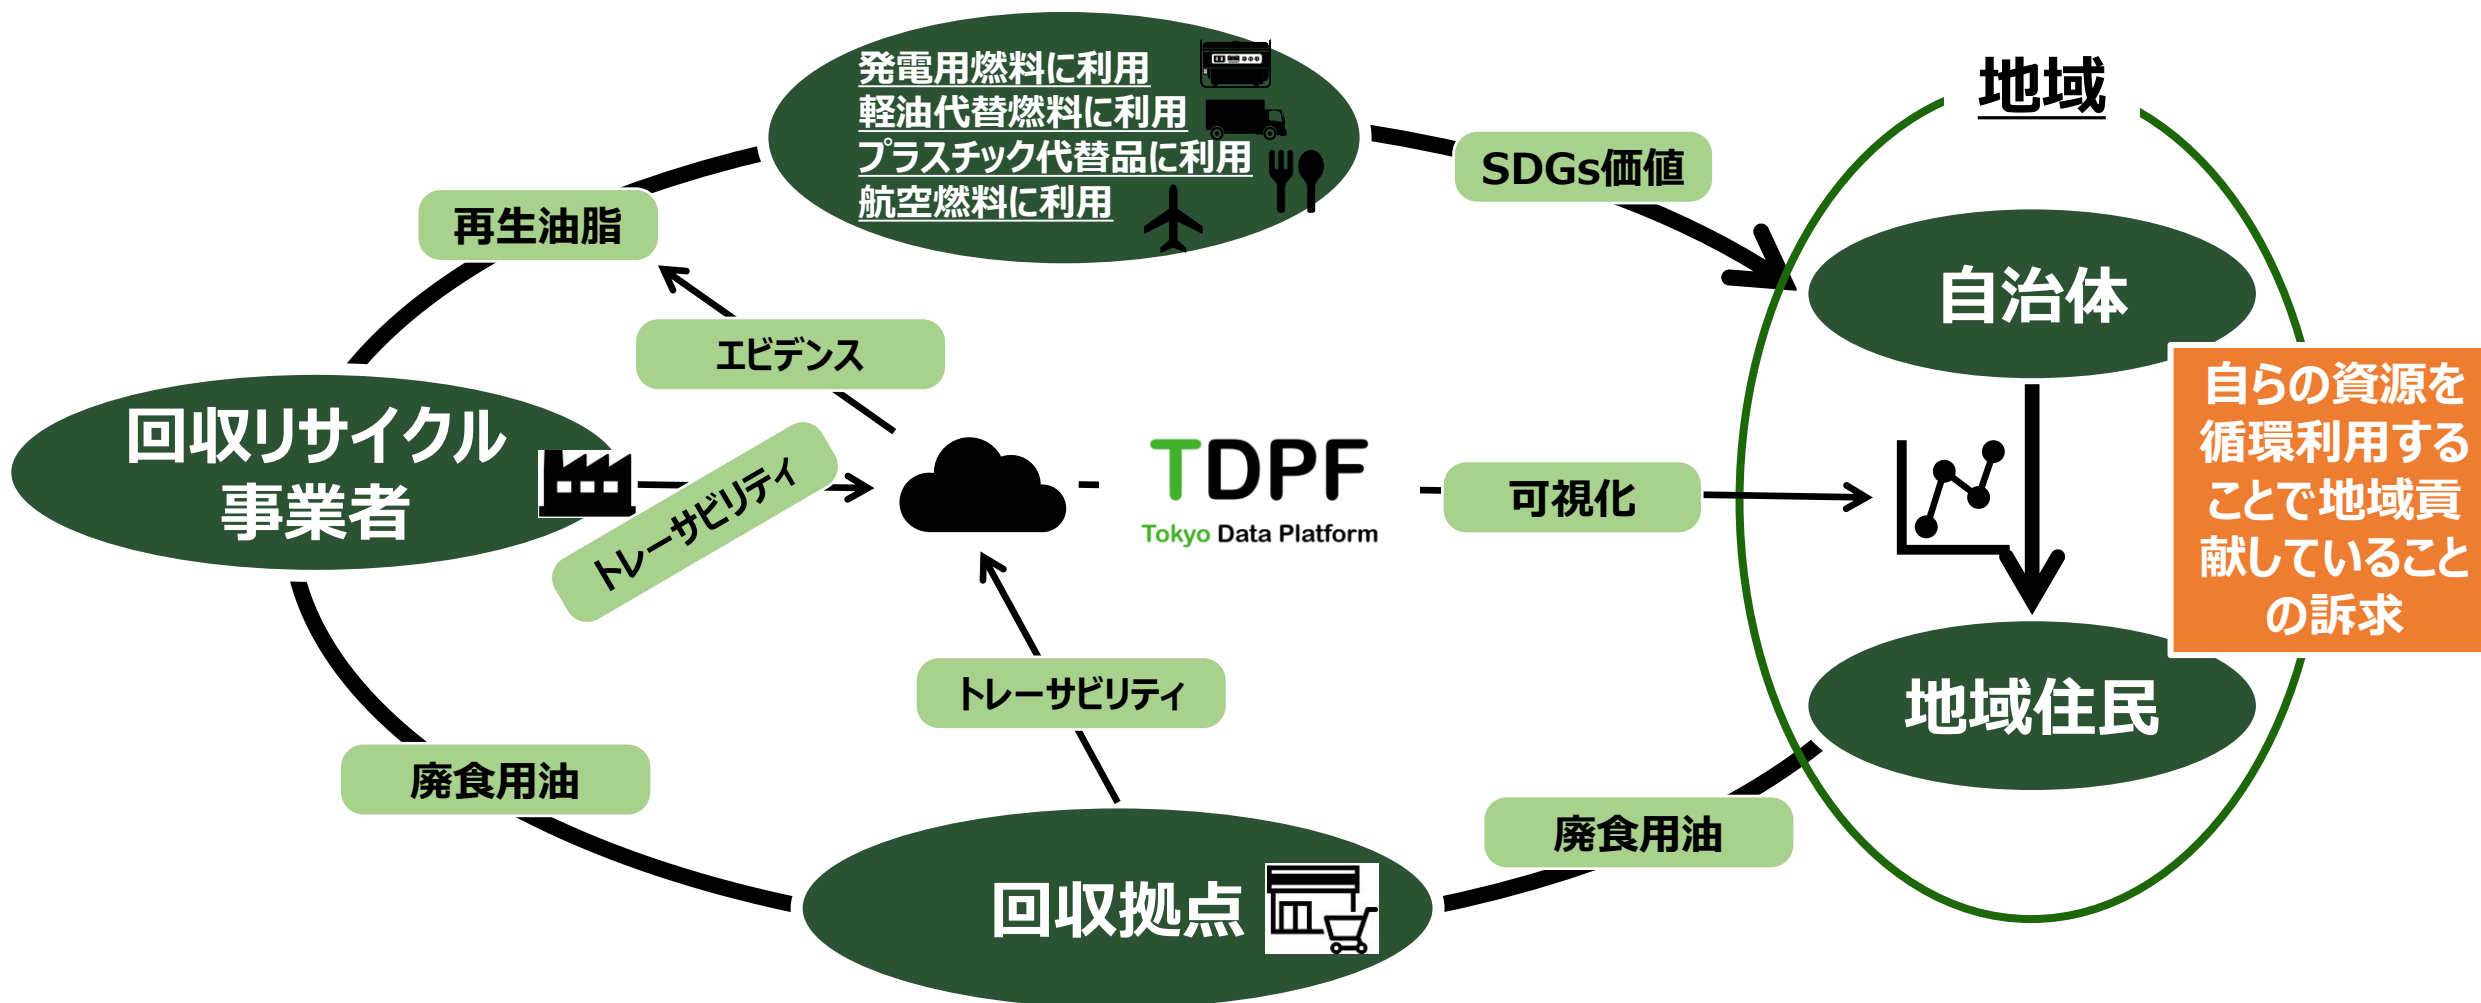 発電用燃料に利用
軽油代替燃料に利用
プラスチック代替品に利用
航空燃料に利用
地域
SDGs価値
再生油脂
自治体
エビデンス
自らの資源を
循環利用する
ことで地域貢
献していること
の訴求
回収リサイクル
事業者
トレーサビリティ
TDPF
Tokyo Data Platform
可視化
トレーサビリティ
地域住民
廃食用油
廃食用油
回収拠点